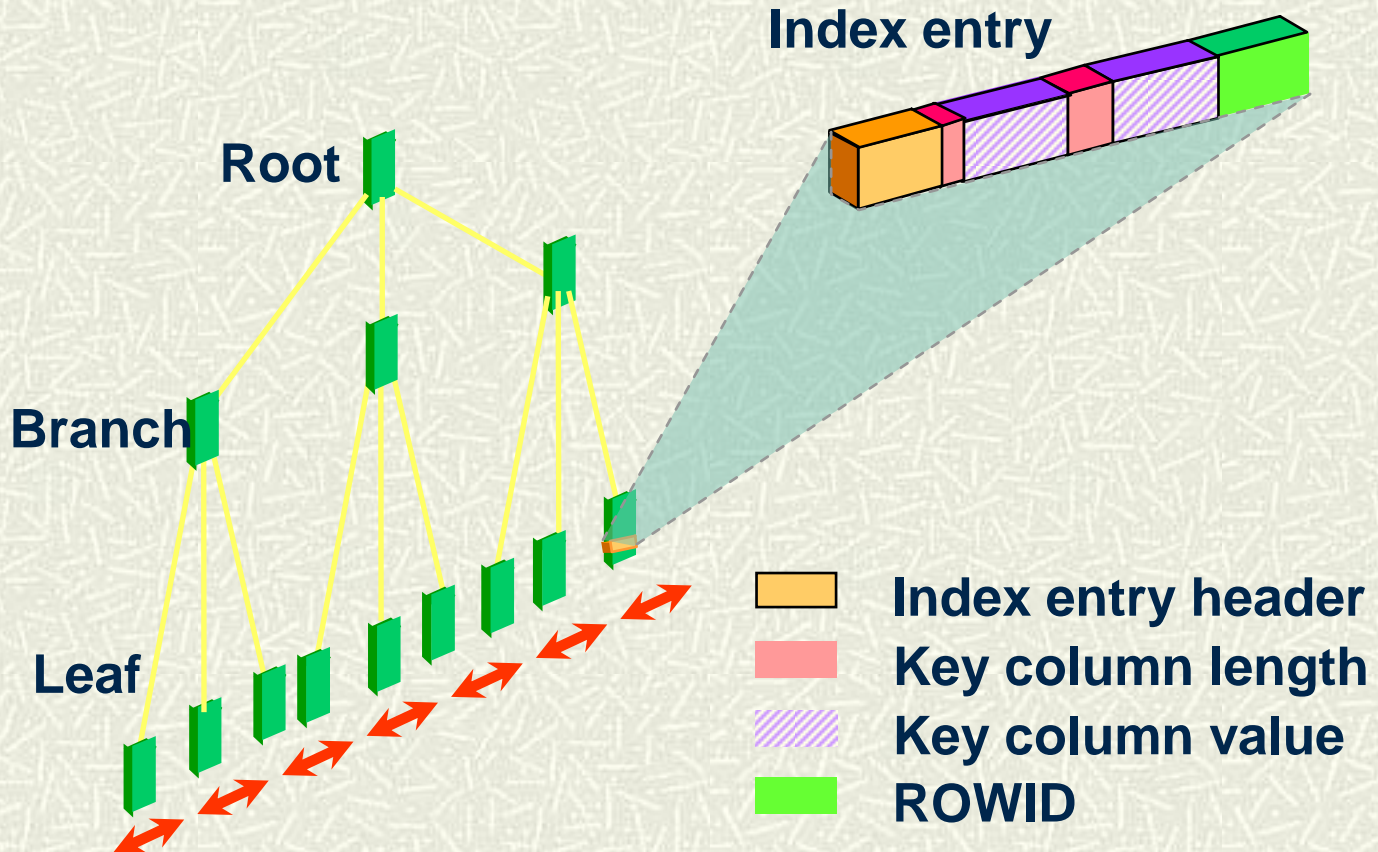 Index entry
Root
Branch
Leaf
Index entry header
Key column length
Key column value
ROWID